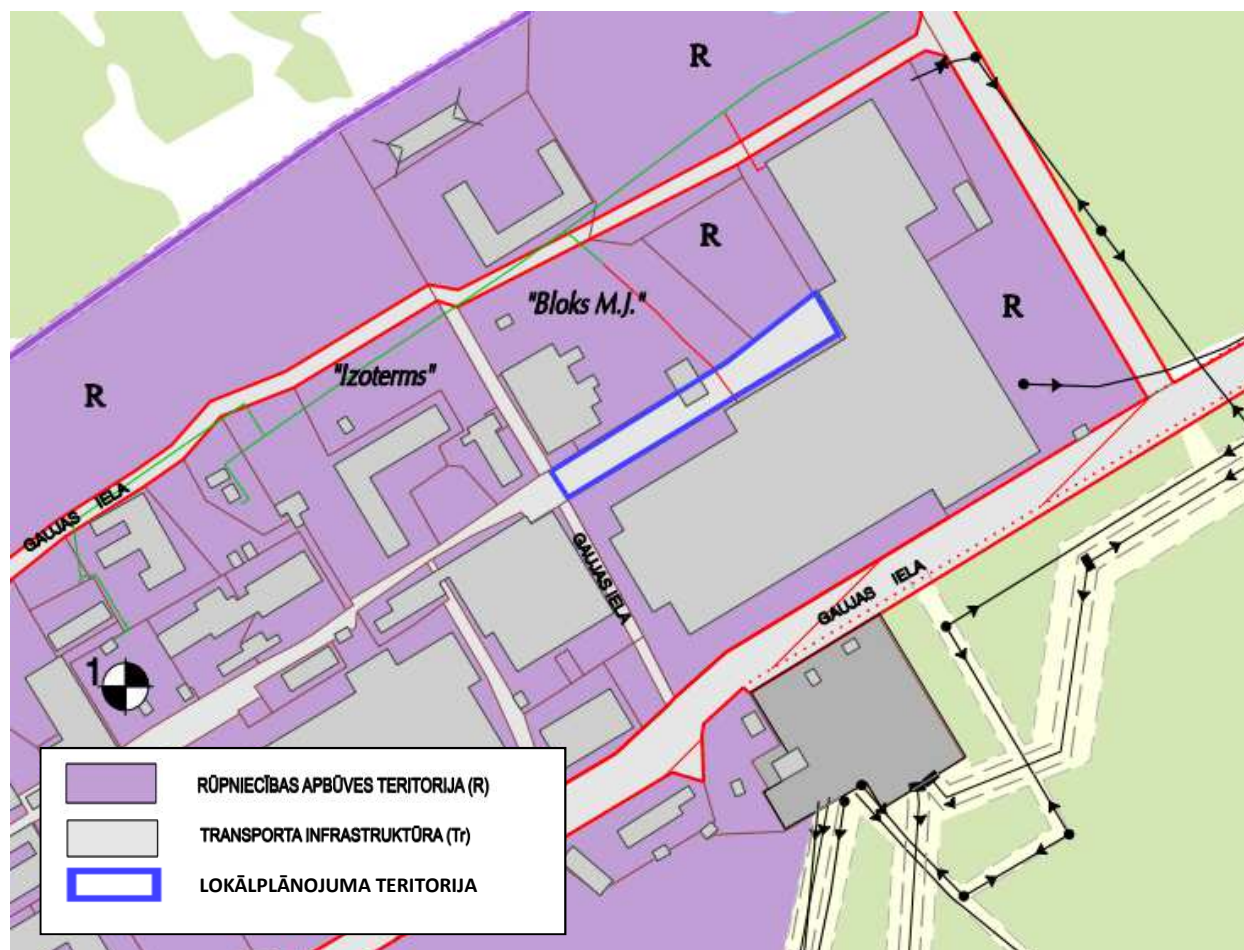 R
R
"Bloks M.J."
R
"Izoterms"
R
GAUJAS IELA
GAUJAS IELA
GAUJAS IELA
1
RŪPNIECĪBAS APBŪVES TERITORIJA (R)
TRANSPORTA INFRASTRUKTŪRA (Tr)
LOKĀLPLĀNOJUMA TERITORIJA